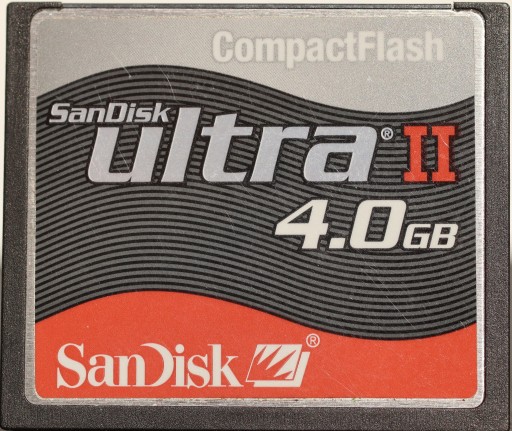 CompactFlash
SanDisk
ultra® II
4.0GB
SanDisk®